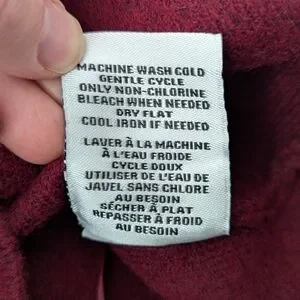 MACHINE WASH COLD
GENTLE CYCLE
ONLY NON-CHLORINE
BLEACH WHEN NEEDED
DRY FLAT
COOL IRON IF NEEDED
LAVER À LA MACHINE
À L'EAU FROIDE
CYCLE DOUX
UTILISER DE L'EAU DE
JAVEL SANS CHLORE
AU BESOIN
SÉCHER À PLAT
REPASSER À FROID
AU BESOIN